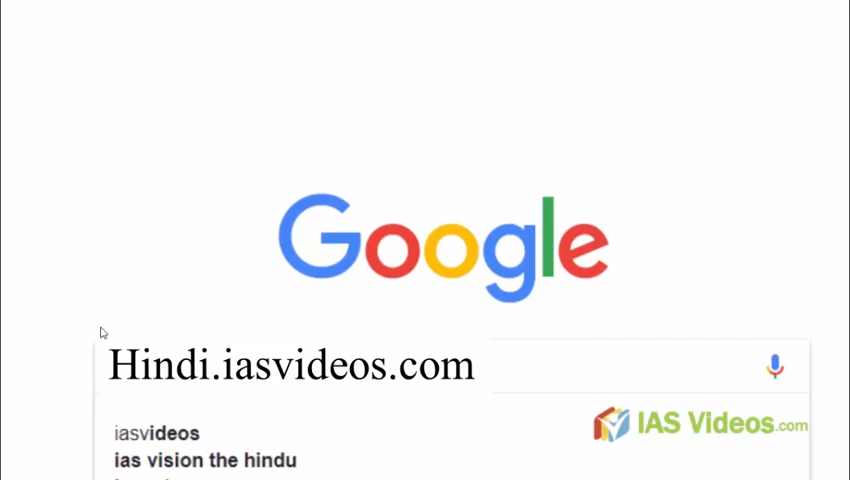 Google
Hindi.iasvideos.com
IAS Videos.com
iasvideos
ias vision the hindu